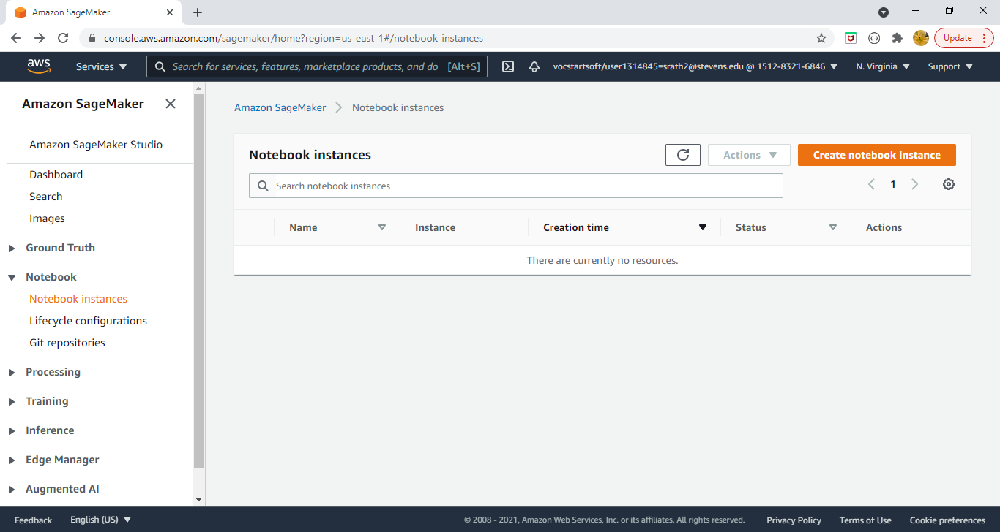 Amazon SageMaker
console.aws.amazon.com/sagemaker/home?region=us-east-1#/notebook-instances
Update
aws
Services
Search for services, features, marketplace products, and do [Alt+S]
vocstartsoft/user1314845=srath2@stevens.edu @ 1512-8321-6846
N. Virginia
Support
Amazon SageMaker
Amazon SageMaker Studio
Dashboard
Search
Images
Ground Truth
Notebook
Notebook instances
Lifecycle configurations
Git repositories
Processing
Training
Inference
Edge Manager
Augmented AI
Amazon SageMaker > Notebook instances
Notebook instances
Actions
Create notebook instance
Search notebook instances
1
Name Instance Creation time Status Actions
There are currently no resources.
Feedback English (US) © 2008 - 2021, Amazon Web Services, Inc. or its affiliates. All rights reserved. Privacy Policy Terms of Use Cookie preferences